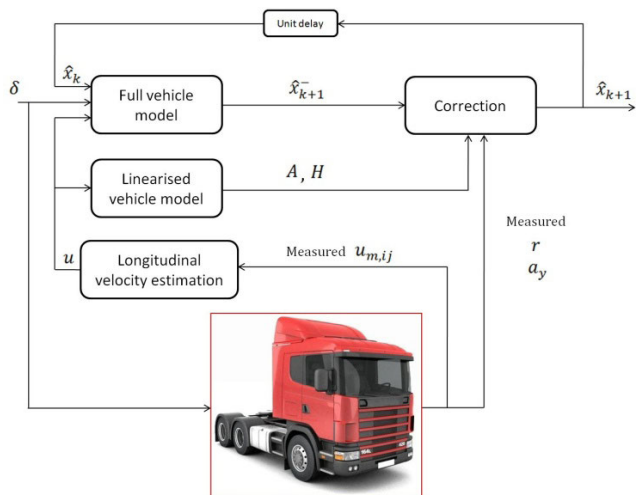 Unit delay
δ
x̂ₖ
Full vehicle
model
x̂⁻ₖ₊₁
Correction
x̂ₖ₊₁
Linearised
vehicle model
A , H
Measured
r
a_y
u
Longitudinal
velocity estimation
Measured u_{m,ij}